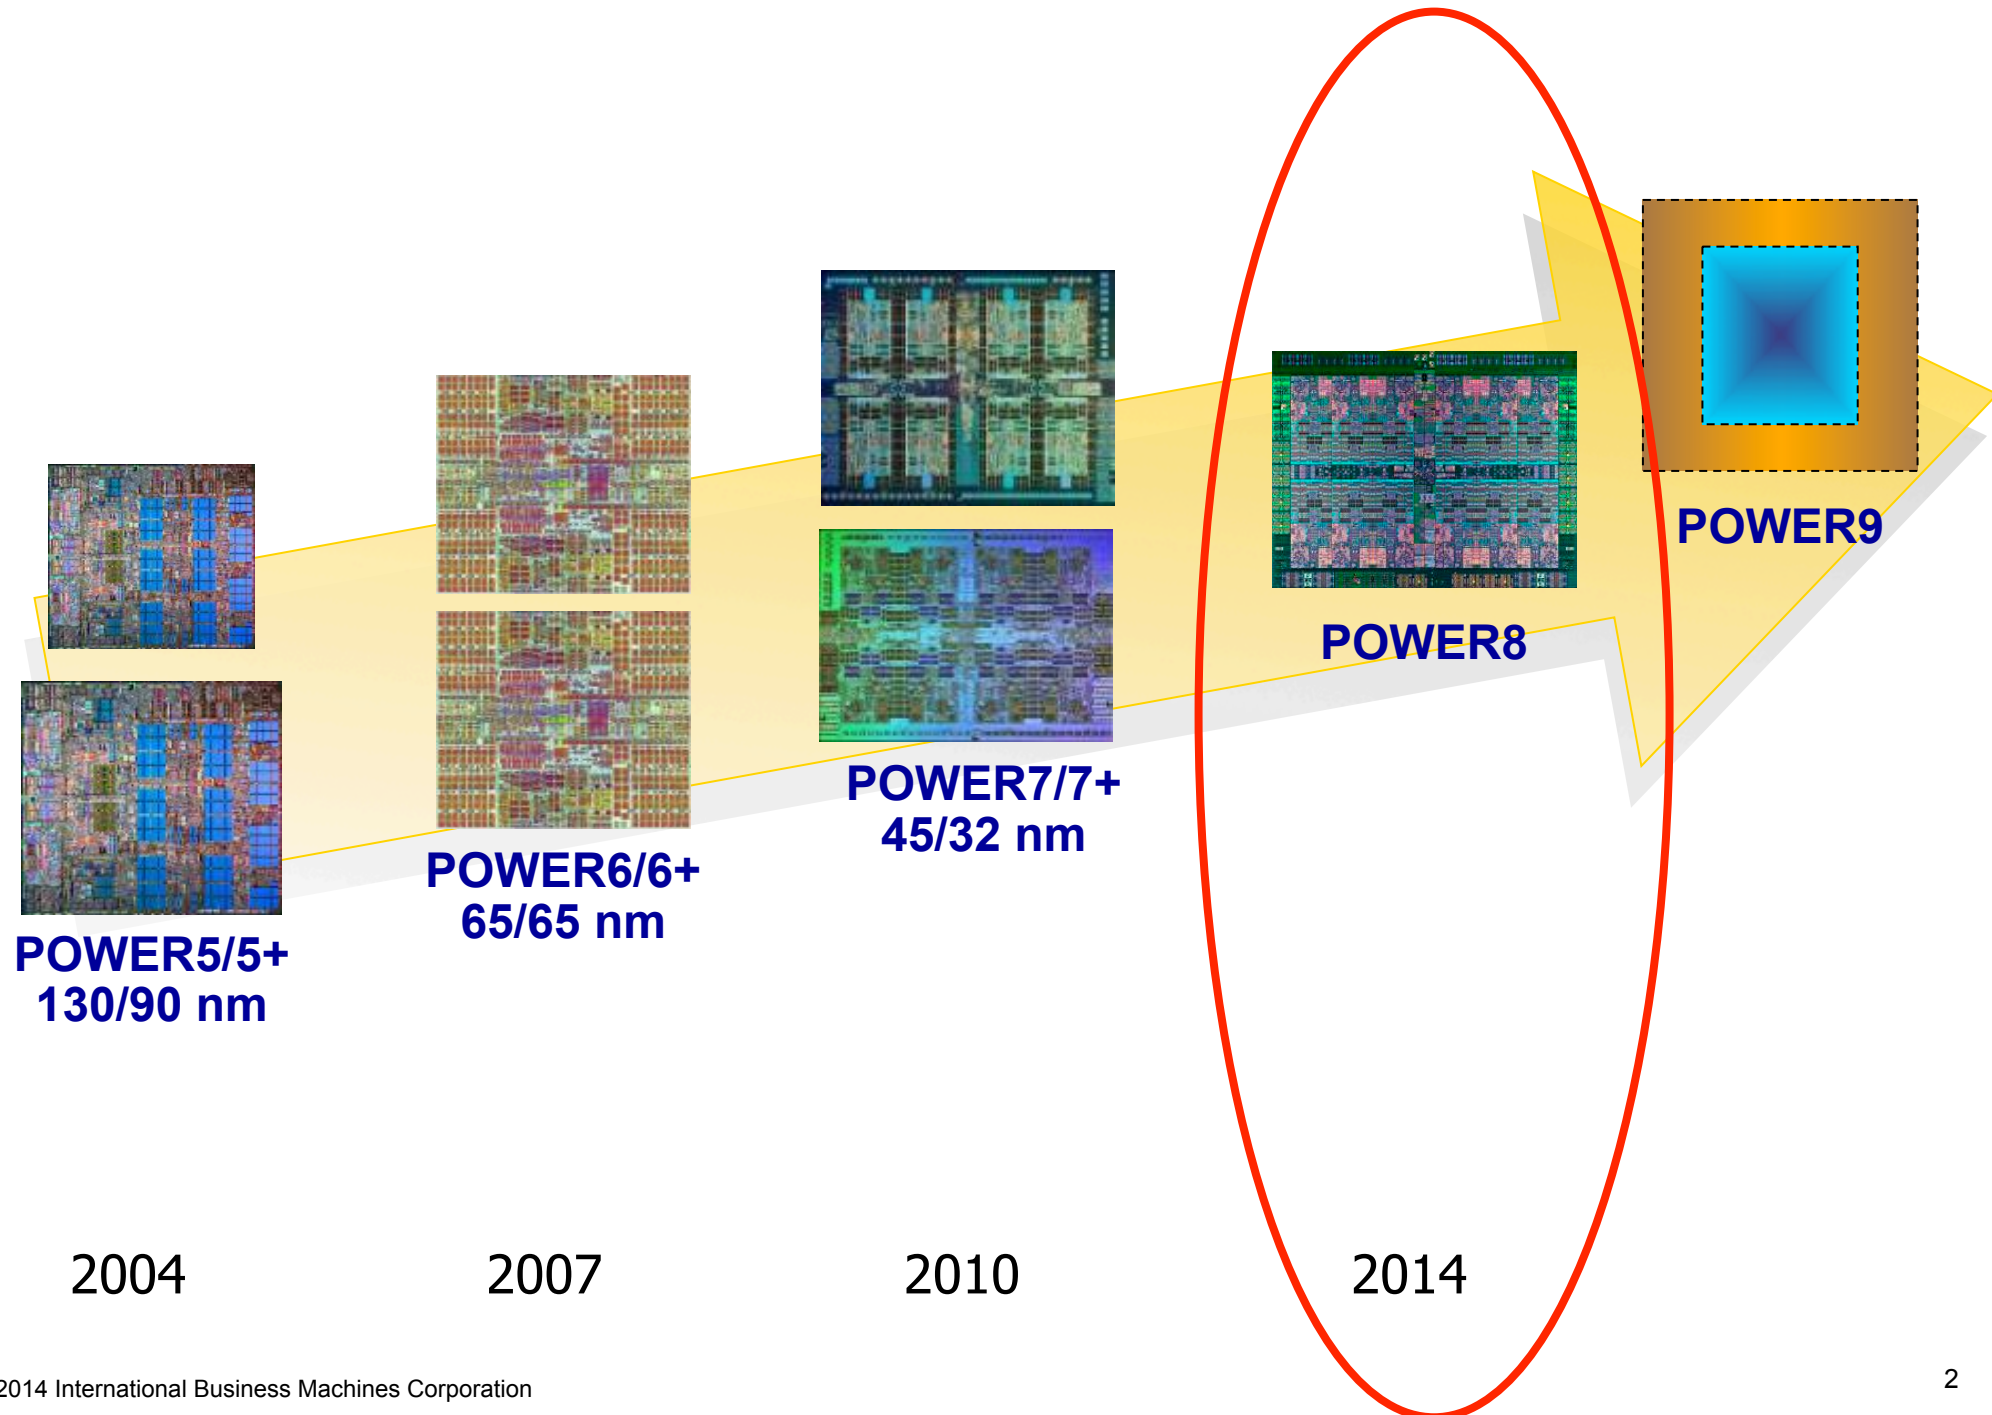 POWER9
POWER8
POWER7/7+
45/32 nm
POWER6/6+
65/65 nm
POWER5/5+
130/90 nm
2004
2007
2010
2014
2014 International Business Machines Corporation
2